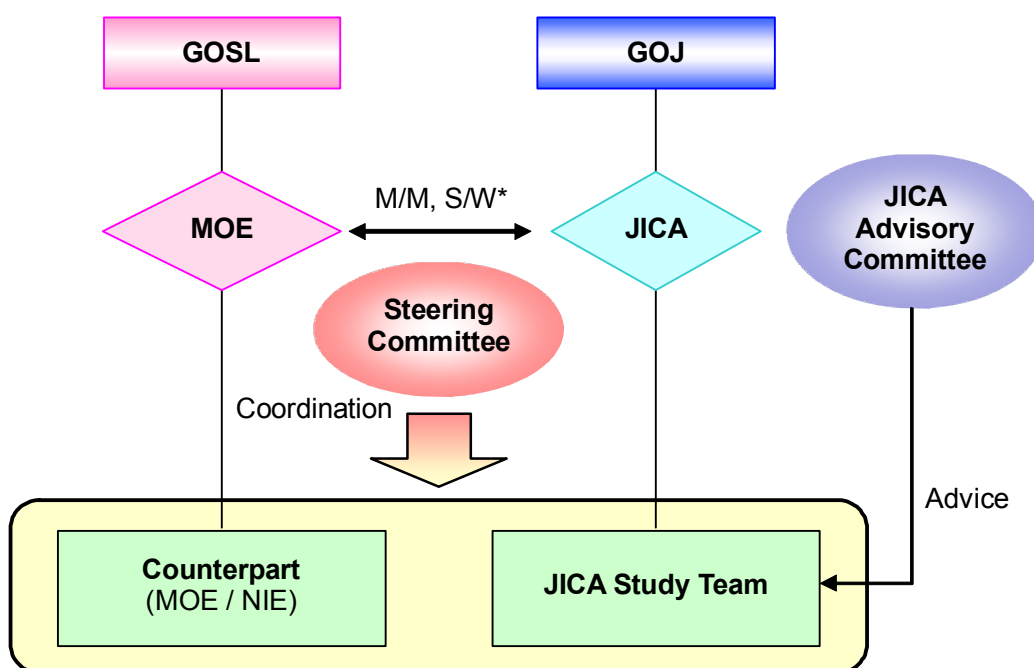 GOSL
GOJ
M/M, S/W*
MOE
JICA
JICA
Advisory
Committee
Steering
Committee
Coordination
Advice
Counterpart
(MOE / NIE)
JICA Study Team